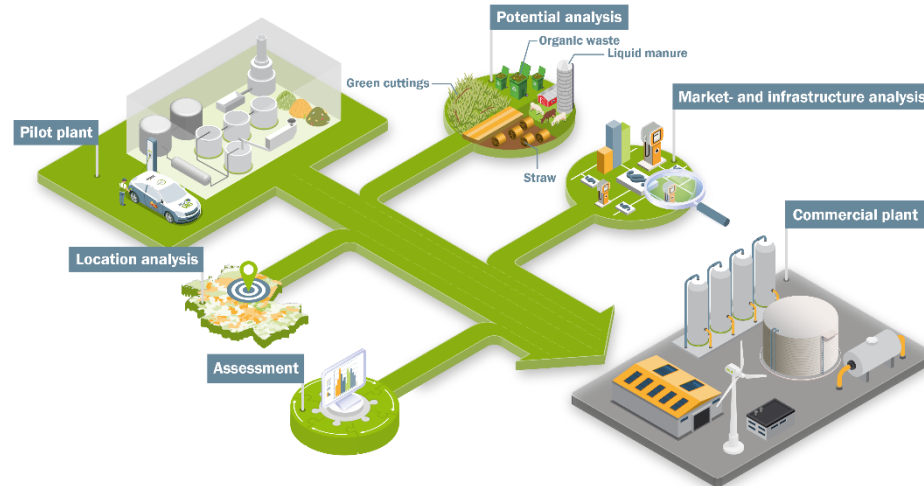 Potential analysis
Organic waste
Liquid manure
Green cuttings
Market- and infrastructure analysis
Pilot plant
Straw
Commercial plant
Location analysis
Assessment